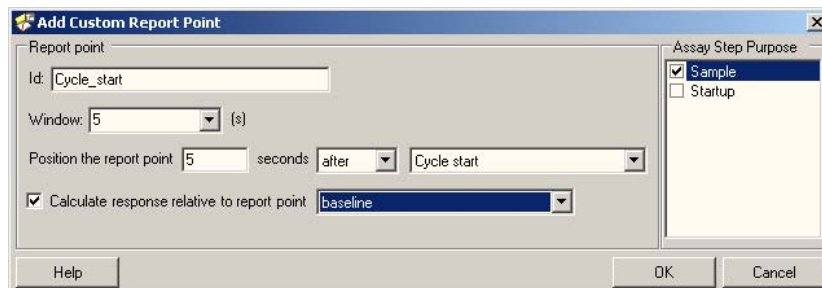 Add Custom Report Point
Report point
Id: Cycle_start
Window: 5 (s)
Position the report point 5 seconds after Cycle start
Calculate response relative to report point baseline
Assay Step Purpose
Sample
Startup
Help OK Cancel